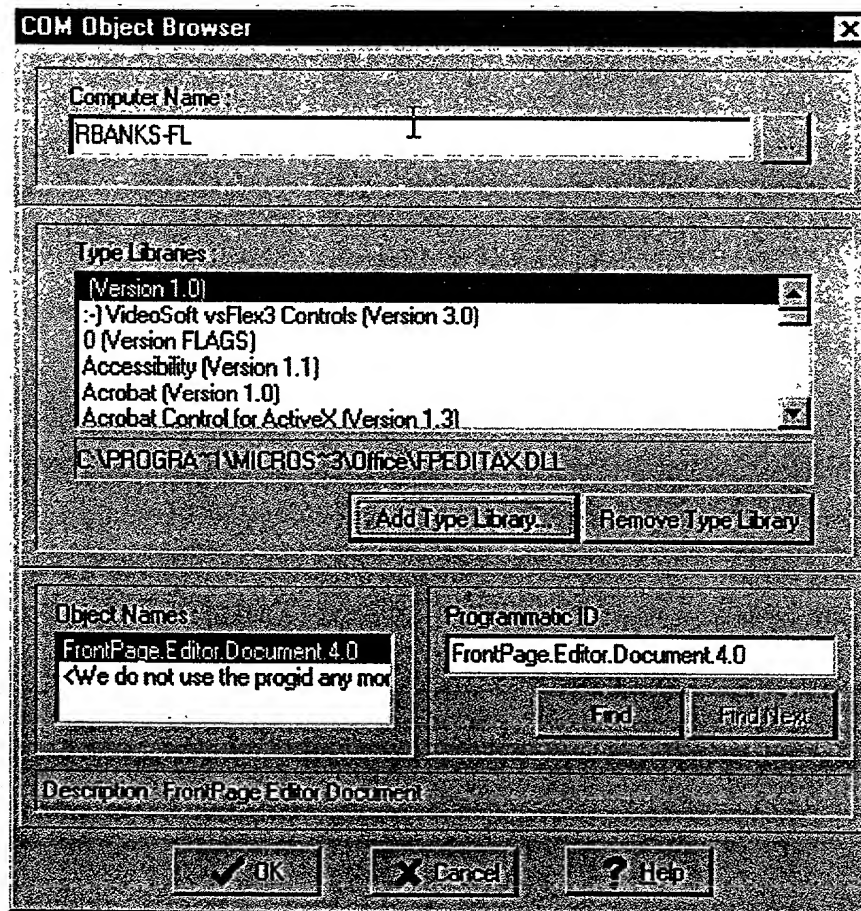 COM Object Browser
Computer Name :
RBANKS-FL
...
Type Libraries :
(Version 1.0)
:-) VideoSoft vsFlex3 Controls (Version 3.0)
0 (Version FLAGS)
Accessibility (Version 1.1)
Acrobat (Version 1.0)
Acrobat Control for ActiveX (Version 1.3)
C:\PROGRA~1\MICROS~3\Office\FPEDITAX.DLL
Add Type Library... Remove Type Library
Object Names:
FrontPage.Editor.Document.4.0
<We do not use the progid any mor
Programmatic ID
FrontPage.Editor.Document.4.0
Find Find Next
Description : FrontPage Editor Document
OK Cancel Help